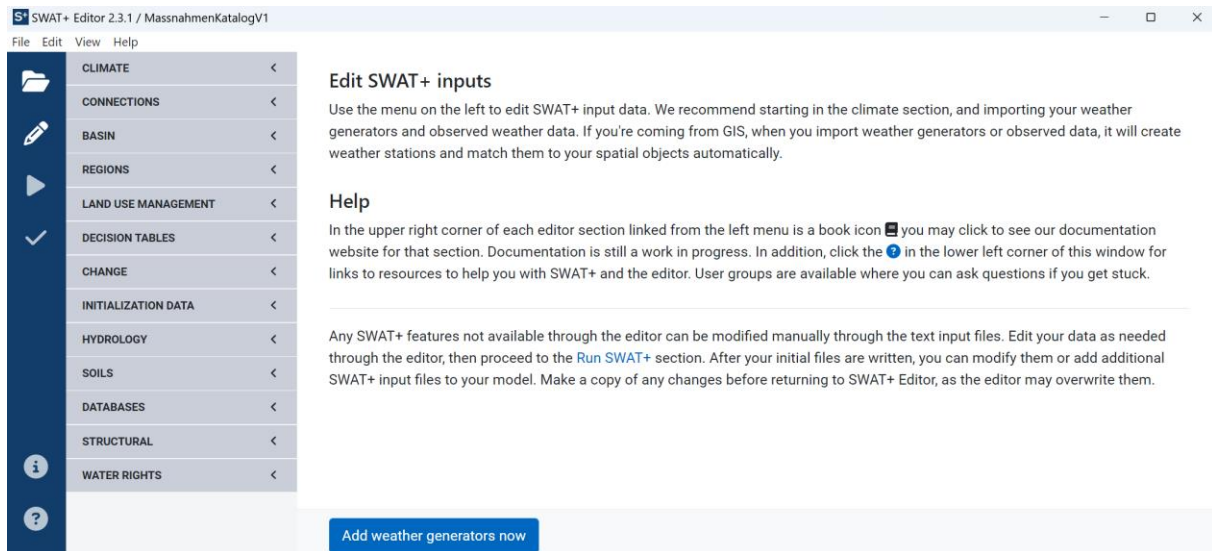 S+ SWAT+ Editor 2.3.1 / MassnahmenKatalogV1
File Edit View Help
CLIMATE
CONNECTIONS
BASIN
REGIONS
LAND USE MANAGEMENT
DECISION TABLES
CHANGE
INITIALIZATION DATA
HYDROLOGY
SOILS
DATABASES
STRUCTURAL
WATER RIGHTS
Edit SWAT+ inputs
Use the menu on the left to edit SWAT+ input data. We recommend starting in the climate section, and importing your weather
generators and observed weather data. If you're coming from GIS, when you import weather generators or observed data, it will create
weather stations and match them to your spatial objects automatically.
Help
In the upper right corner of each editor section linked from the left menu is a book icon you may click to see our documentation
website for that section. Documentation is still a work in progress. In addition, click the ? in the lower left corner of this window for
links to resources to help you with SWAT+ and the editor. User groups are available where you can ask questions if you get stuck.
Any SWAT+ features not available through the editor can be modified manually through the text input files. Edit your data as needed
through the editor, then proceed to the Run SWAT+ section. After your initial files are written, you can modify them or add additional
SWAT+ input files to your model. Make a copy of any changes before returning to SWAT+ Editor, as the editor may overwrite them.
Add weather generators now